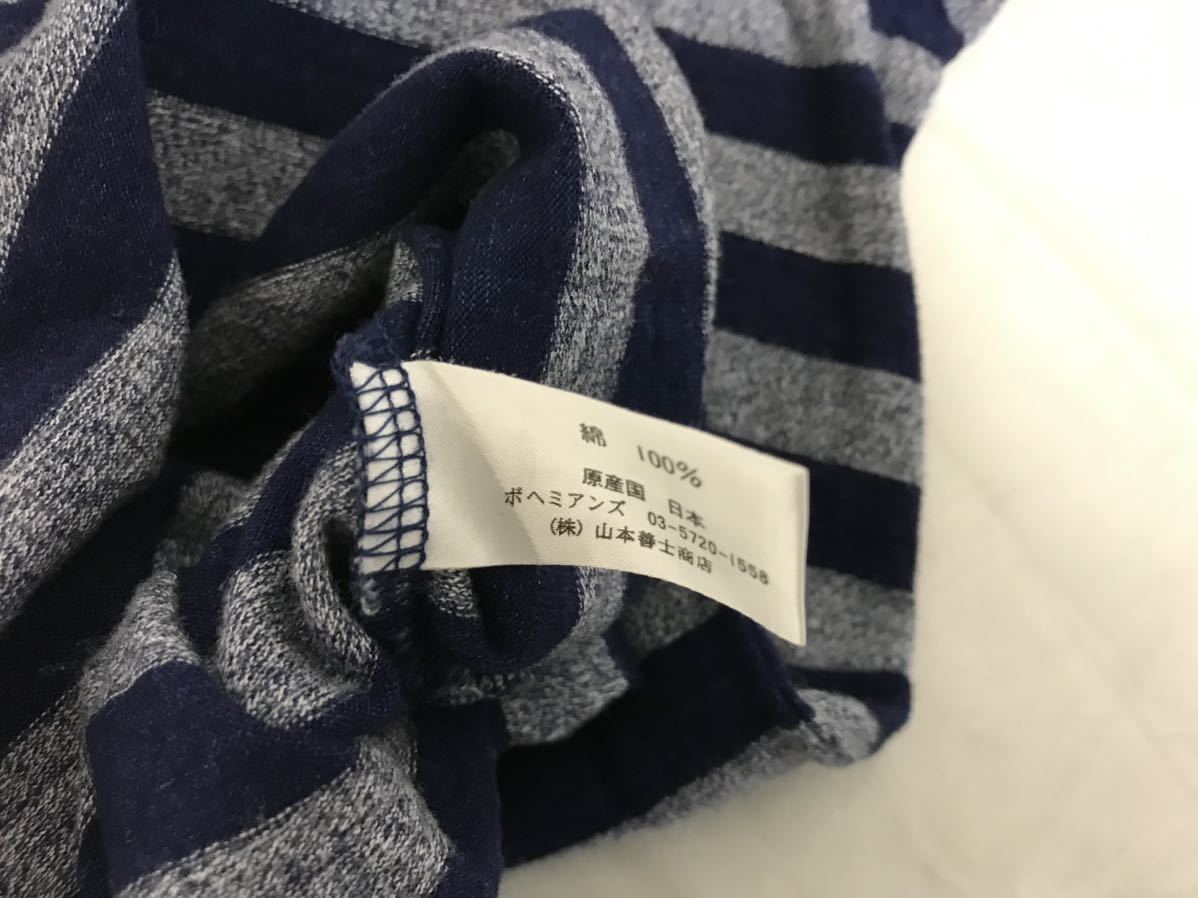 綿 100%
原産国 日本
ボヘミアンズ 03-5720-1558
(株) 山本善士商店